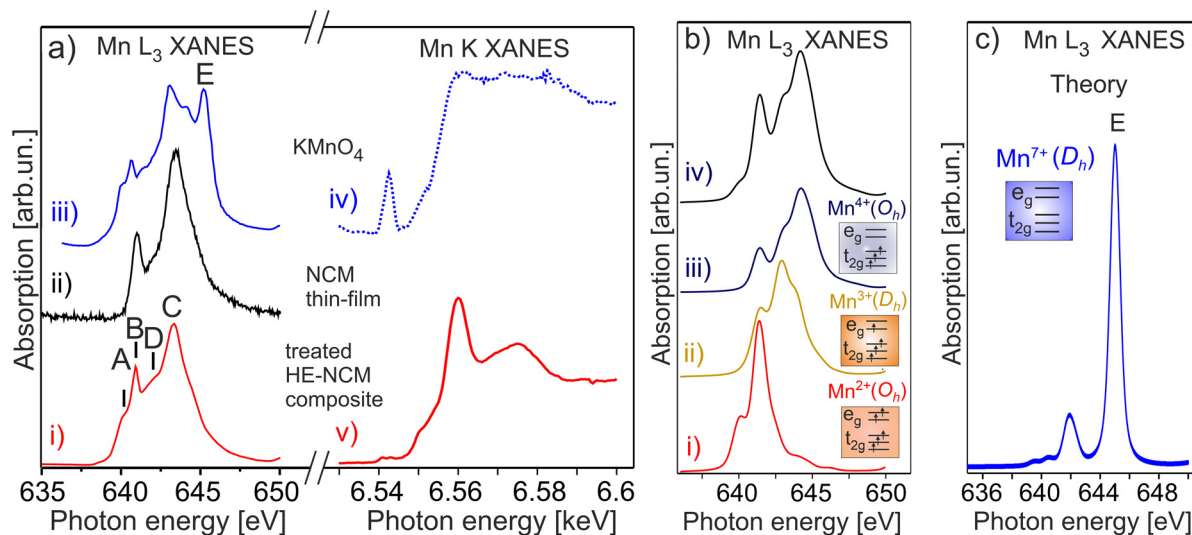 a)
Mn L₃ XANES
Mn K XANES
E
KMnO₄
iii)
iv)
NCM
thin-film
ii)
C
B
D
A
treated
HE-NCM
composite
i)
v)
Absorption [arb.un.]
635 640 645 650
6.54 6.56 6.58 6.6
Photon energy [eV]
Photon energy [keV]
b)
Mn L₃ XANES
iv)
Mn⁴⁺(Oₕ)
e_g
t₂g
iii)
Mn³⁺(Dₕ)
e_g
t₂g
ii)
Mn²⁺(Oₕ)
e_g
t₂g
i)
Absorption [arb.un.]
640 645 650
Photon energy [eV]
c)
Mn L₃ XANES
Theory
E
Mn⁷⁺(Dₕ)
e_g
t₂g
Absorption [arb.un.]
636 640 644 648
Photon energy [eV]